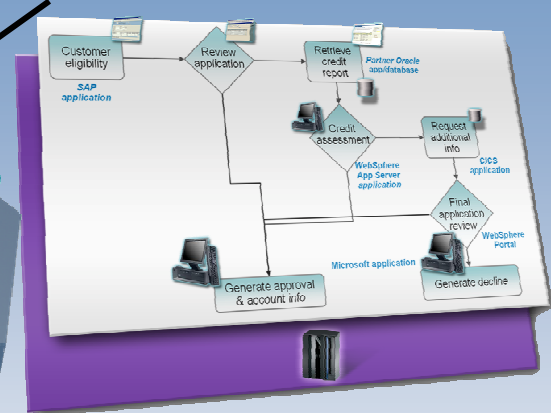 Customer
eligibility
SAP
application
Review
application
Retrieve
credit
report
Partner Oracle
app/database
Credit
assessment
WebSphere
App Server
application
Request
additional
info
CICS
application
Final
application
review
WebSphere
Portal
Microsoft application
Generate approval
& account info
Generate decline